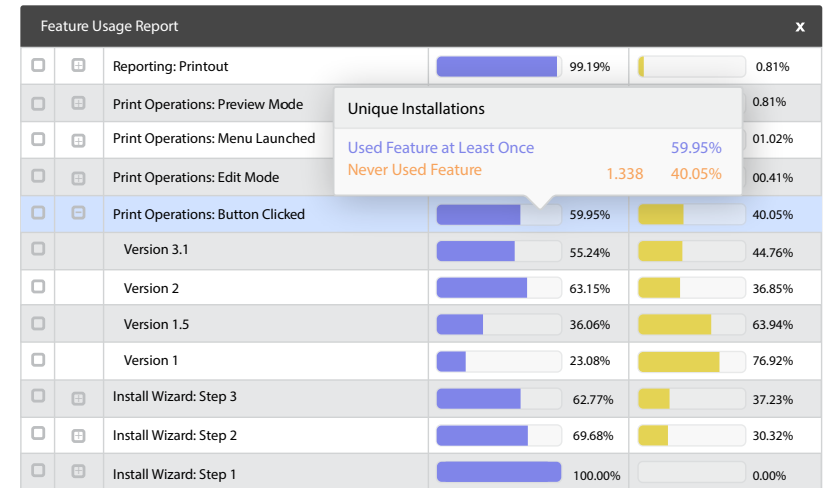 Feature Usage Report x
Reporting: Printout 99.19% 0.81%
Print Operations: Preview Mode 0.81%
Unique Installations
Print Operations: Menu Launched 01.02%
Used Feature at Least Once 59.95%
Never Used Feature 1.338 40.05%
Print Operations: Edit Mode 00.41%
Print Operations: Button Clicked 59.95% 40.05%
Version 3.1 55.24% 44.76%
Version 2 63.15% 36.85%
Version 1.5 36.06% 63.94%
Version 1 23.08% 76.92%
Install Wizard: Step 3 62.77% 37.23%
Install Wizard: Step 2 69.68% 30.32%
Install Wizard: Step 1 100.00% 0.00%